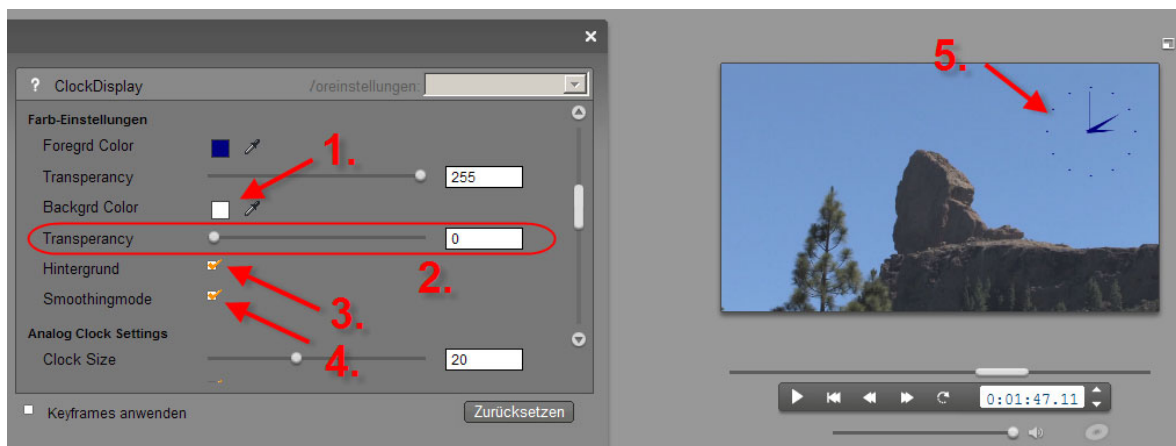 ? ClockDisplay /oreinstellungen:
Farb-Einstellungen
Foregrd Color
1.
Transperancy 255
Backgrd Color
Transperancy 0
2.
Hintergrund
3.
Smoothingmode
4.
Analog Clock Settings
Clock Size 20
Keyframes anwenden Zurücksetzen
5.
0:01:47.11